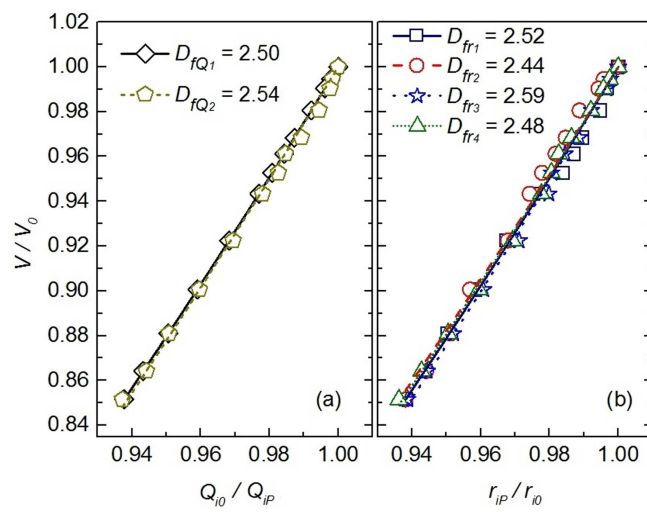 1.02
1.00
0.98
0.96
0.94
0.92
0.90
0.88
0.86
0.84
V / V0
DfQ1 = 2.50
DfQ2 = 2.54
(a)
0.94 0.96 0.98 1.00
Qi0 / QiP
Dfr1 = 2.52
Dfr2 = 2.44
Dfr3 = 2.59
Dfr4 = 2.48
(b)
0.94 0.96 0.98 1.00
riP / ri0